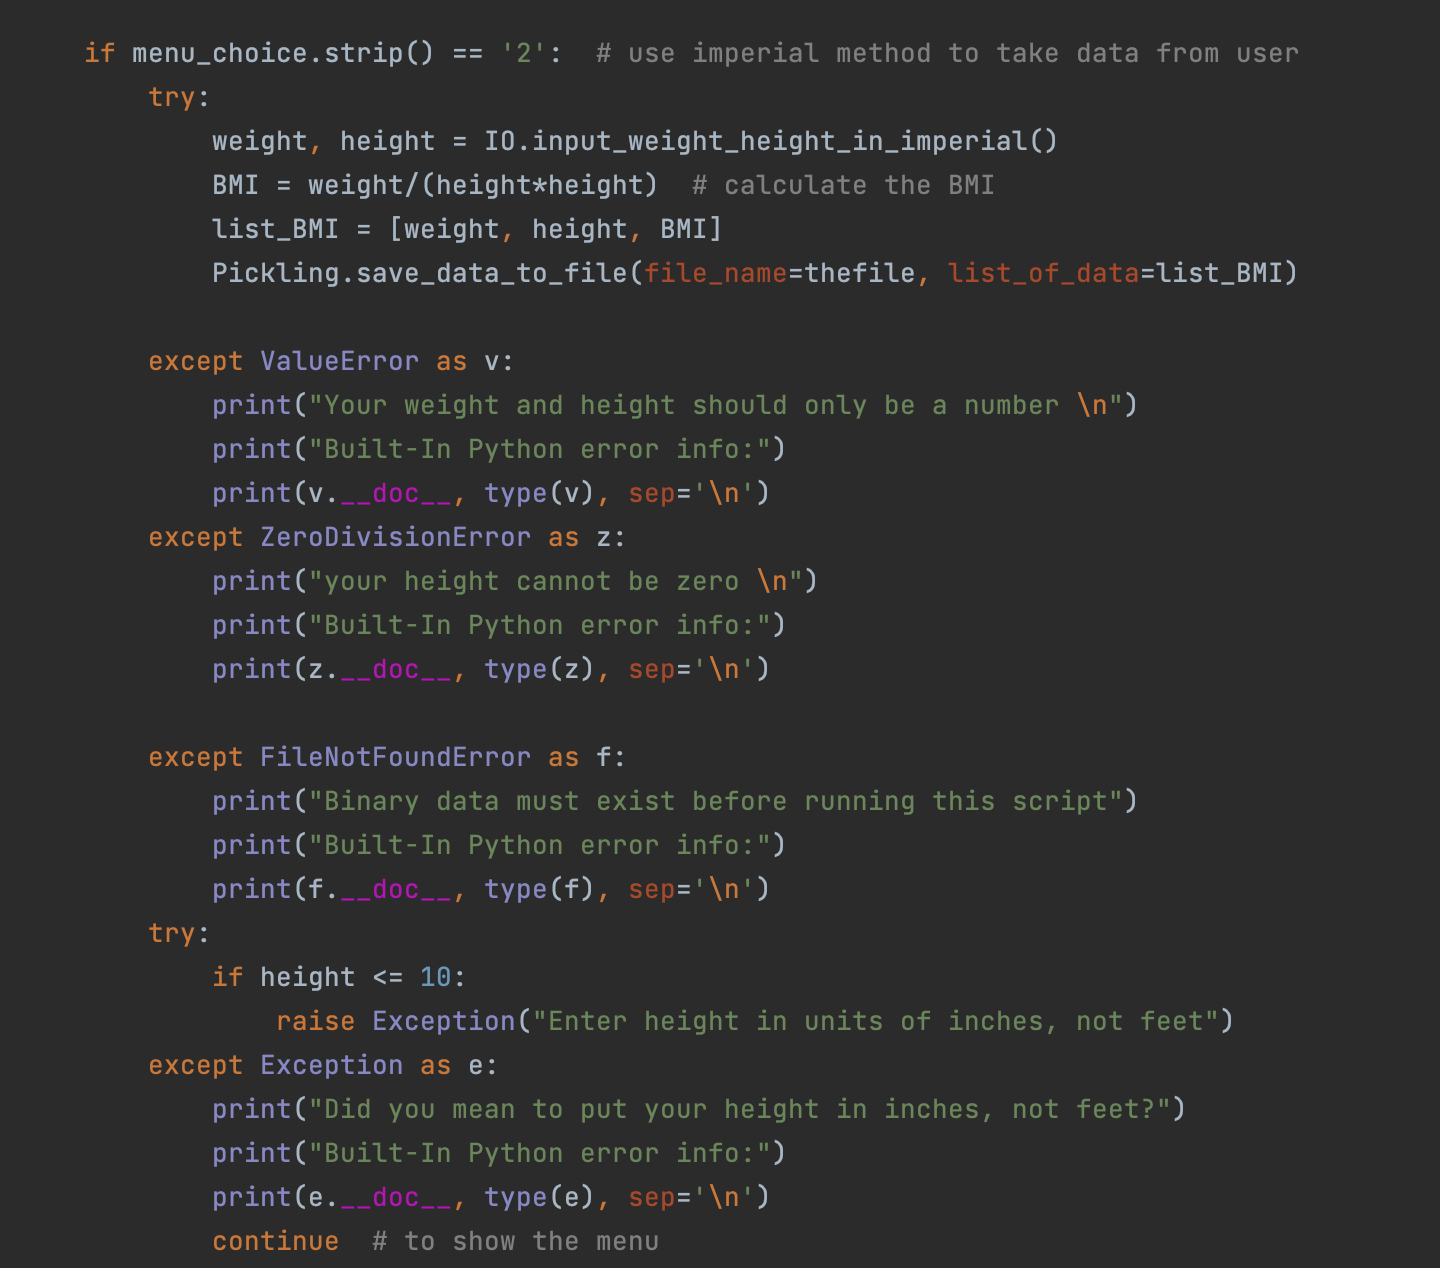 if menu_choice.strip() == '2':  # use imperial method to take data from user
    try:
        weight, height = IO.input_weight_height_in_imperial()
        BMI = weight/(height*height)  # calculate the BMI
        list_BMI = [weight, height, BMI]
        Pickling.save_data_to_file(file_name=thefile, list_of_data=list_BMI)

    except ValueError as v:
        print("Your weight and height should only be a number \n")
        print("Built-In Python error info:")
        print(v.__doc__, type(v), sep='\n')
    except ZeroDivisionError as z:
        print("your height cannot be zero \n")
        print("Built-In Python error info:")
        print(z.__doc__, type(z), sep='\n')

    except FileNotFoundError as f:
        print("Binary data must exist before running this script")
        print("Built-In Python error info:")
        print(f.__doc__, type(f), sep='\n')
    try:
        if height <= 10:
            raise Exception("Enter height in units of inches, not feet")
    except Exception as e:
        print("Did you mean to put your height in inches, not feet?")
        print("Built-In Python error info:")
        print(e.__doc__, type(e), sep='\n')
        continue  # to show the menu